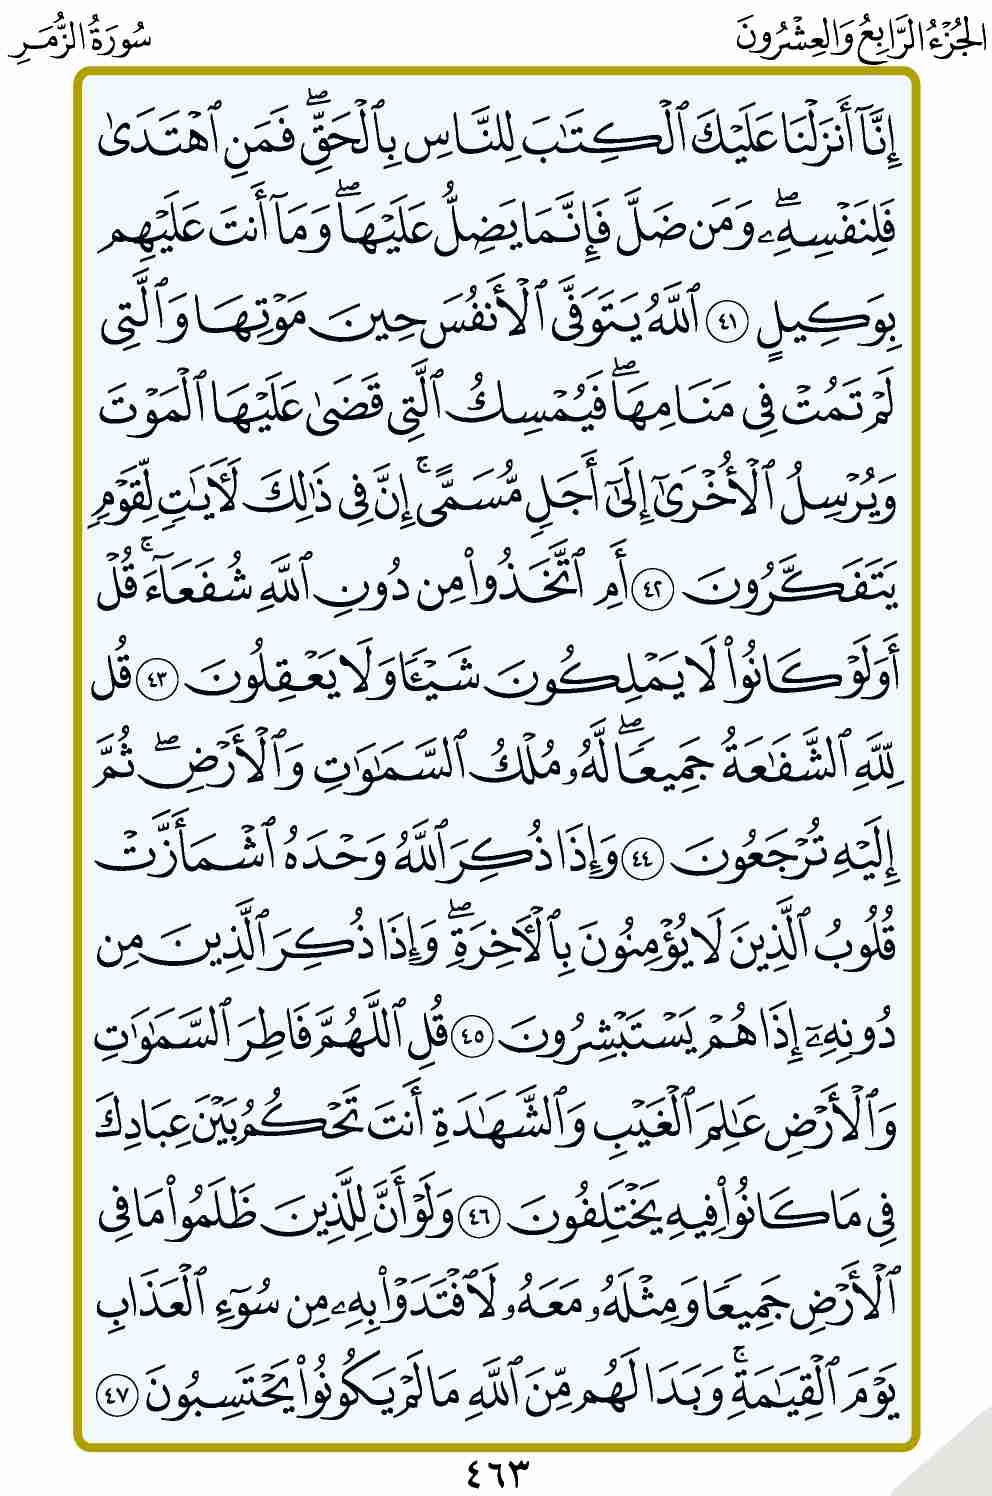 الجُزْءُ الرَّابِعُ وَالعِشْرُونَ
سُورَةُ الزُّمَرِ
إِنَّآ أَنزَلْنَا عَلَيْكَ ٱلْكِتَٰبَ لِلنَّاسِ بِٱلْحَقِّۖ فَمَنِ ٱهْتَدَىٰ
فَلِنَفْسِهِۦۖ وَمَن ضَلَّ فَإِنَّمَا يَضِلُّ عَلَيْهَاۖ وَمَآ أَنتَ عَلَيْهِم
بِوَكِيلٍ ٤١ ٱللَّهُ يَتَوَفَّى ٱلْأَنفُسَ حِينَ مَوْتِهَا وَٱلَّتِى
لَمْ تَمُتْ فِى مَنَامِهَاۖ فَيُمْسِكُ ٱلَّتِى قَضَىٰ عَلَيْهَا ٱلْمَوْتَ
وَيُرْسِلُ ٱلْأُخْرَىٰٓ إِلَىٰٓ أَجَلٍ مُّسَمًّىۚ إِنَّ فِى ذَٰلِكَ لَءَايَٰتٍ لِّقَوْمٍ
يَتَفَكَّرُونَ ٤٢ أَمِ ٱتَّخَذُوا۟ مِن دُونِ ٱللَّهِ شُفَعَآءَۚ قُلْ
أَوَلَوْ كَانُوا۟ لَا يَمْلِكُونَ شَيْـًٔا وَلَا يَعْقِلُونَ ٤٣ قُل
لِّلَّهِ ٱلشَّفَٰعَةُ جَمِيعًاۖ لَّهُۥ مُلْكُ ٱلسَّمَٰوَٰتِ وَٱلْأَرْضِۖ ثُمَّ
إِلَيْهِ تُرْجَعُونَ ٤٤ وَإِذَا ذُكِرَ ٱللَّهُ وَحْدَهُ ٱشْمَأَزَّتْ
قُلُوبُ ٱلَّذِينَ لَا يُؤْمِنُونَ بِٱلْءَاخِرَةِۖ وَإِذَا ذُكِرَ ٱلَّذِينَ مِن
دُونِهِۦٓ إِذَا هُمْ يَسْتَبْشِرُونَ ٤٥ قُلِ ٱللَّهُمَّ فَاطِرَ ٱلسَّمَٰوَٰتِ
وَٱلْأَرْضِ عَٰلِمَ ٱلْغَيْبِ وَٱلشَّهَٰدَةِ أَنتَ تَحْكُمُ بَيْنَ عِبَادِكَ
فِى مَا كَانُوا۟ فِيهِ يَخْتَلِفُونَ ٤٦ وَلَوْ أَنَّ لِلَّذِينَ ظَلَمُوا۟ مَا فِى
ٱلْأَرْضِ جَمِيعًا وَمِثْلَهُۥ مَعَهُۥ لَٱفْتَدَوْا۟ بِهِۦ مِن سُوٓءِ ٱلْعَذَابِ
يَوْمَ ٱلْقِيَٰمَةِۚ وَبَدَا لَهُم مِّنَ ٱللَّهِ مَا لَمْ يَكُونُوا۟ يَحْتَسِبُونَ ٤٧
٤٦٣